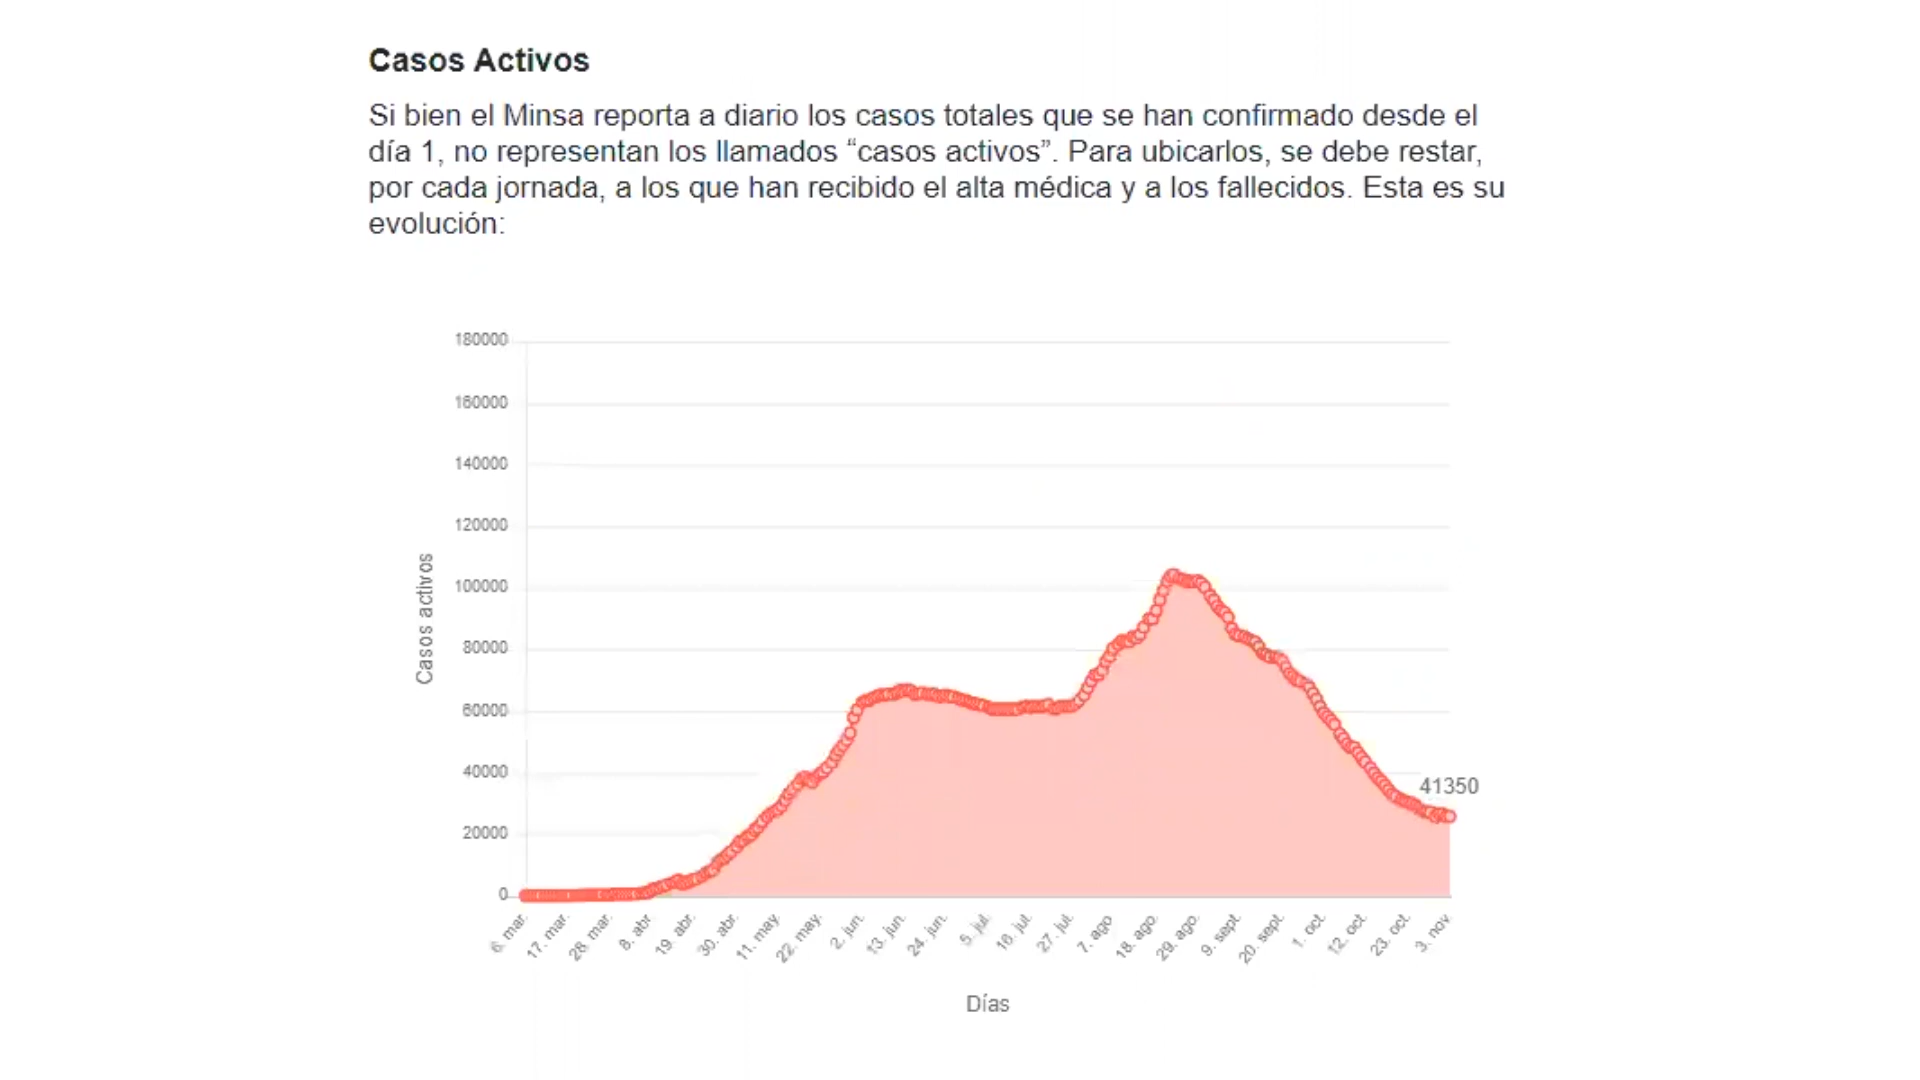 Casos Activos
Si bien el Minsa reporta a diario los casos totales que se han confirmado desde el
día 1, no representan los llamados “casos activos”. Para ubicarlos, se debe restar,
por cada jornada, a los que han recibido el alta médica y a los fallecidos. Esta es su
evolución:
180000
160000
140000
120000
100000
80000
60000
40000
20000
0
Casos activos
41350
6. mar.
17. mar.
28. mar.
8. abr.
19. abr.
30. abr.
11. may.
22. may.
2. jun.
13. jun.
24. jun.
5. jul.
16. jul.
27. jul.
7. ago.
18. ago.
29. ago.
9. sept.
20. sept.
1. oct.
12. oct.
23. oct.
3. nov.
Días